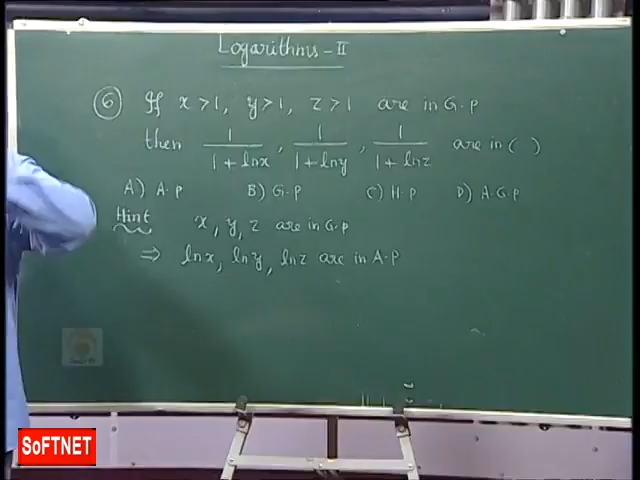 Logarithms - II
(6) If x > 1, y > 1, z > 1 are in G.P
then 1/(1 + lnx), 1/(1 + lny), 1/(1 + lnz) are in ( )
A) A.P B) G.P C) H.P D) A.G.P
Hint x, y, z are in G.P
⇒ lnx, lny, lnz are in A.P
SoFTNET